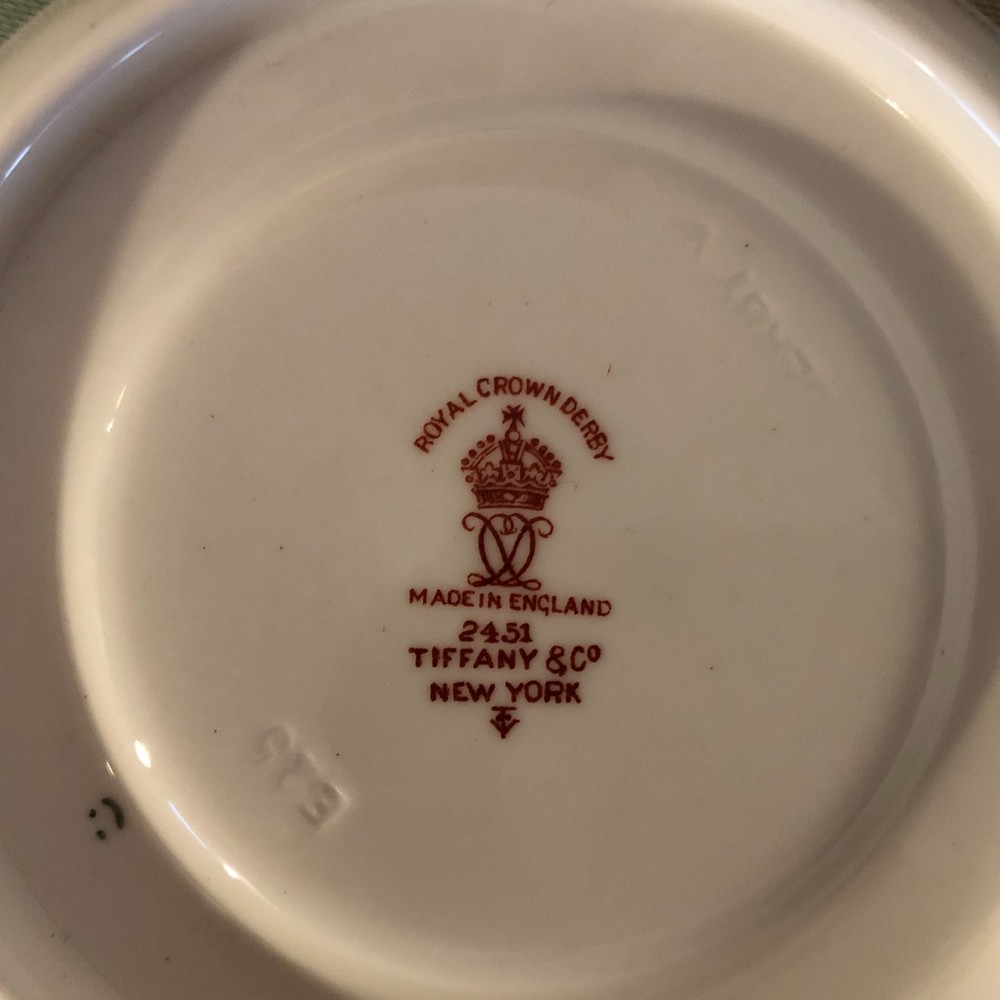 ROYAL CROWN DERBY
MADE IN ENGLAND
2451
TIFFANY & Cº
NEW YORK